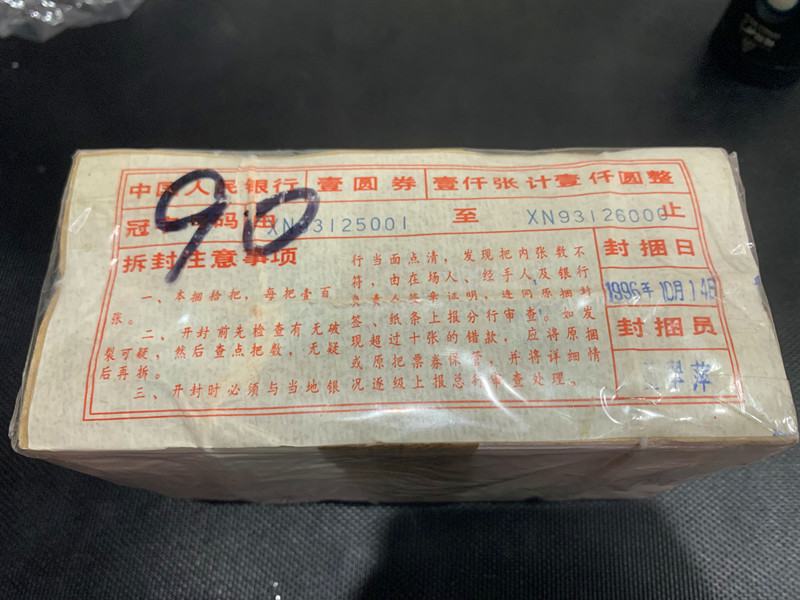 中国人民银行 壹圆券 壹仟张计壹仟圆整
90
冠字号码由 XN93125001 至 XN93126000 止
拆封注意事项
一、本捆拾把，每把壹百
张。
二、开封前先检查有无破
裂可疑，然后查点把数，无疑
后再拆。
三、开封时必须与当地银
行当面点清，发现把内张数不
符，由在场人、经手人及银行
负责人签章证明，连同原捆封
签、纸条上报分行审查。如发
现超过十张的错款，应将原捆
或原把票券保管，并将详细情
况逐级上报总行审查处理。
封捆日
1996年10月14日
封捆员
翠萍